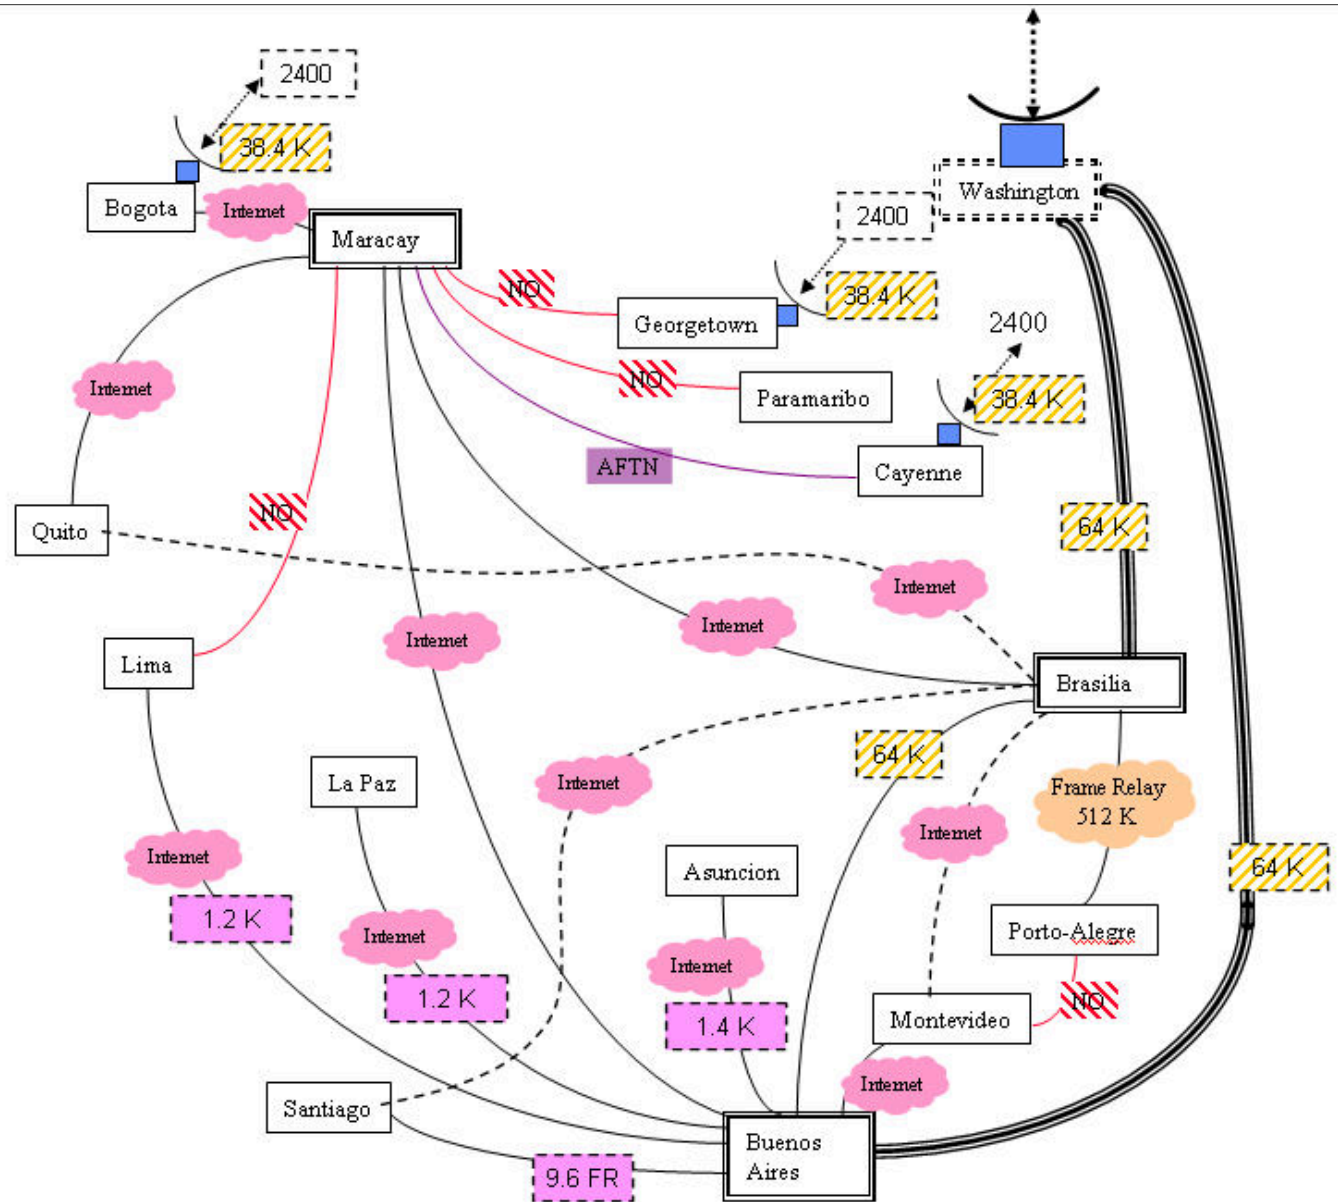 2400
38.4 K
Bogota
Internet
Maracay
Washington
2400
NO
38.4 K
Georgetown
2400
Internet
NO
Paramaribo
38.4 K
AFTN
Cayenne
Quito
NO
64 K
Internet
Internet
Internet
Lima
Brasilia
64 K
La Paz
Internet
Frame Relay
512 K
Internet
Internet
Asuncion
64 K
1.2 K
Internet
Porto-Alegre
Internet
1.2 K
NO
1.4 K
Montevideo
Internet
Santiago
Buenos
Aires
9.6 FR